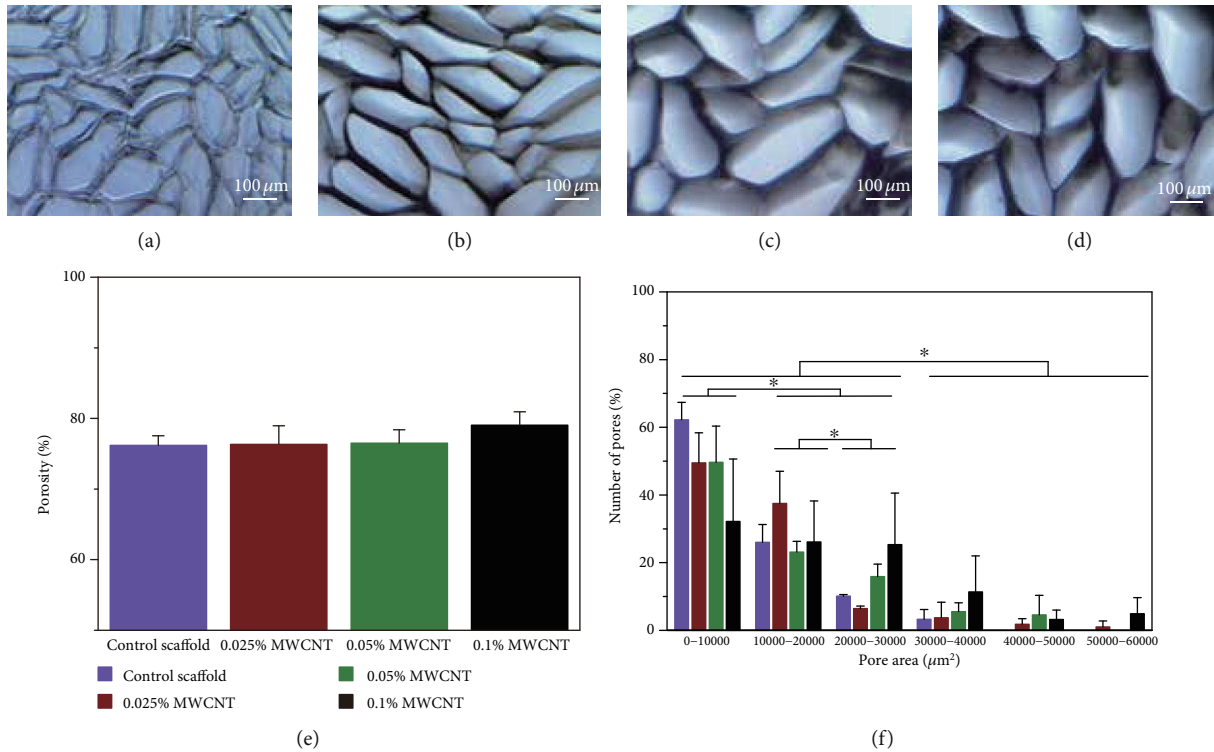 100 μm
100 μm
100 μm
100 μm
(a)
(b)
(c)
(d)
100
80
60
Porosity (%)
Control scaffold 0.025% MWCNT 0.05% MWCNT 0.1% MWCNT
Control scaffold
0.025% MWCNT
0.05% MWCNT
0.1% MWCNT
(e)
100
80
60
40
20
0
Number of pores (%)
*
*
*
0–10000 10000–20000 20000–30000 30000–40000 40000–50000 50000–60000
Pore area (μm²)
(f)